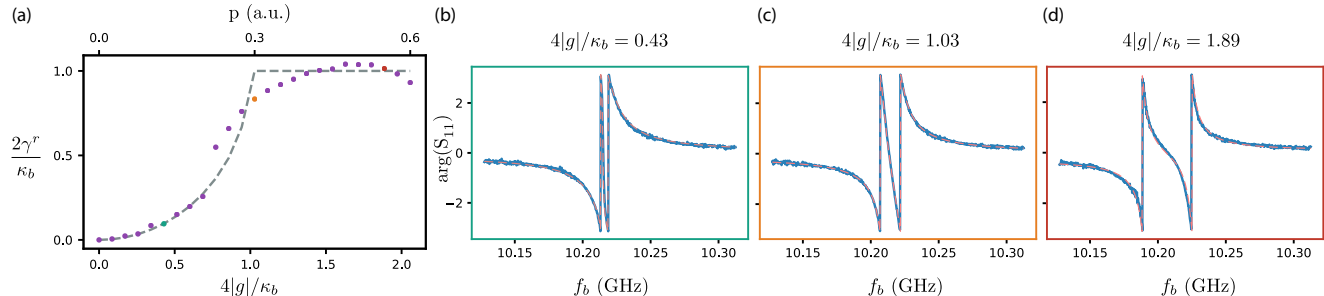 (a)
p (a.u.)
0.0 0.3 0.6
1.0
0.5
0.0
2γ^r
κ_b
0.0 0.5 1.0 1.5 2.0
4|g|/κ_b
(b)
4|g|/κ_b = 0.43
arg(S_11)
2
0
−2
10.15 10.20 10.25 10.30
f_b (GHz)
(c)
4|g|/κ_b = 1.03
10.15 10.20 10.25 10.30
f_b (GHz)
(d)
4|g|/κ_b = 1.89
10.15 10.20 10.25 10.30
f_b (GHz)